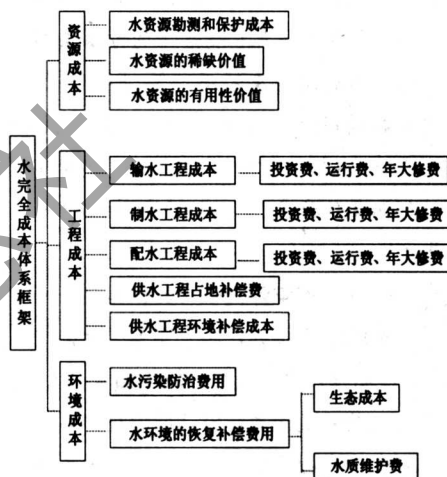 水完全成本体系框架
资源成本
水资源勘测和保护成本
水资源的稀缺价值
水资源的有用性价值
工程成本
输水工程成本
投资费、运行费、年大修费
制水工程成本
投资费、运行费、年大修费
配水工程成本
投资费、运行费、年大修费
供水工程占地补偿费
供水工程环境补偿成本
环境成本
水污染防治费用
水环境的恢复补偿费用
生态成本
水质维护费
社